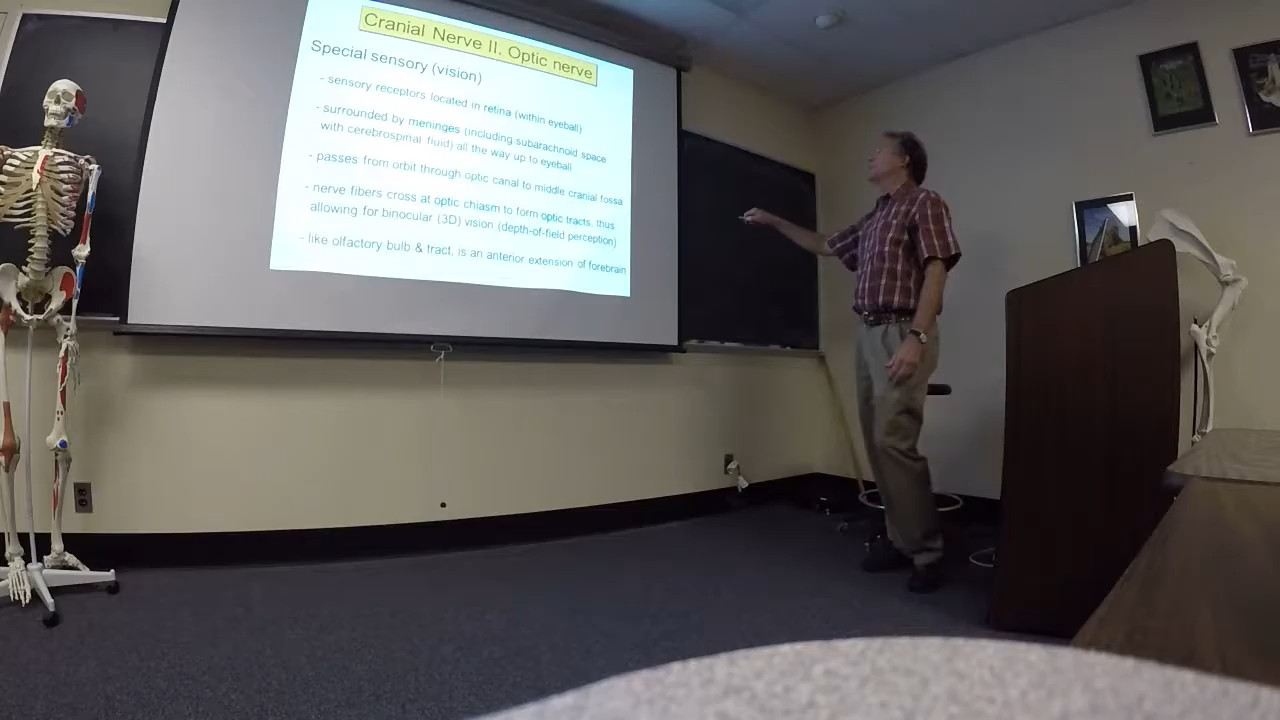 Cranial Nerve II. Optic nerve
Special sensory (vision)
- sensory receptors located in retina (within eyeball)
- surrounded by meninges (including subarachnoid space
with cerebrospinal fluid) all the way up to eyeball
- passes from orbit through optic canal to middle cranial fossa
- nerve fibers cross at optic chiasm to form optic tracts, thus
allowing for binocular (3D) vision (depth-of-field perception)
- like olfactory bulb & tract, is an anterior extension of forebrain